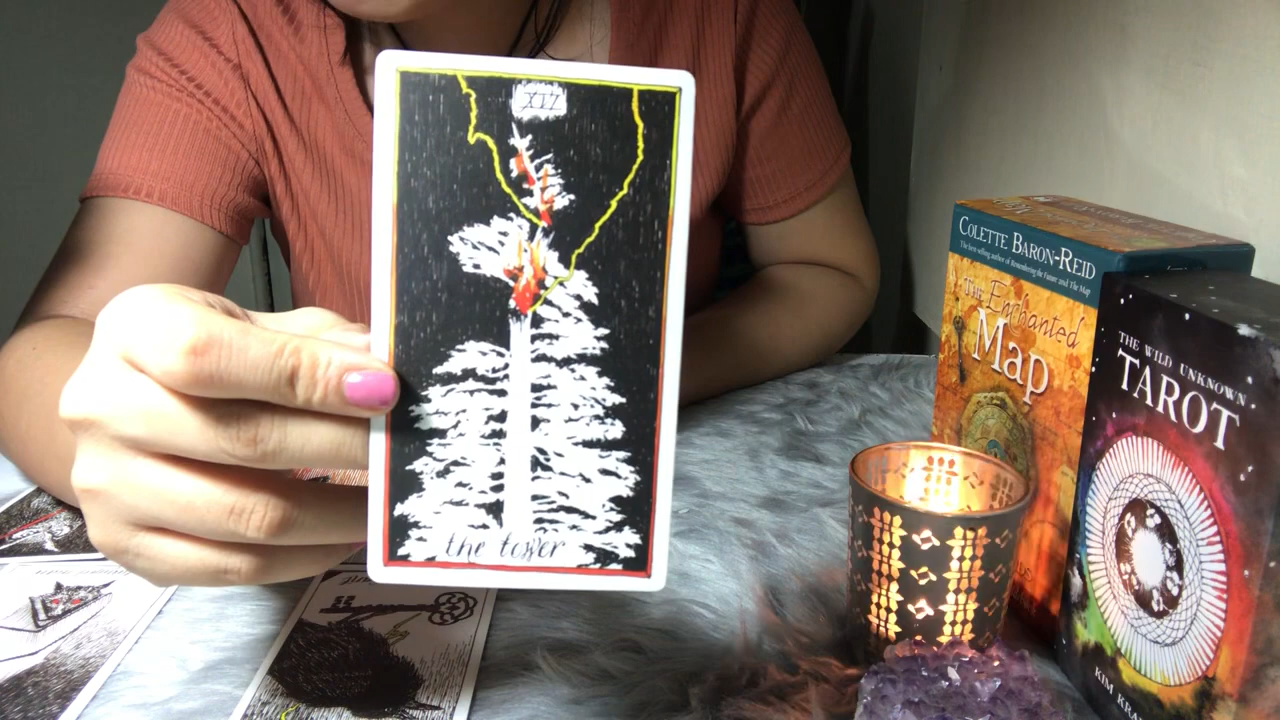 XVI
the tower
COLETTE BARON-REID
The best-selling author of Remembering the Future and The Map
THE Enchanted
Map
THE WILD UNKNOWN
TAROT
KIM KRA